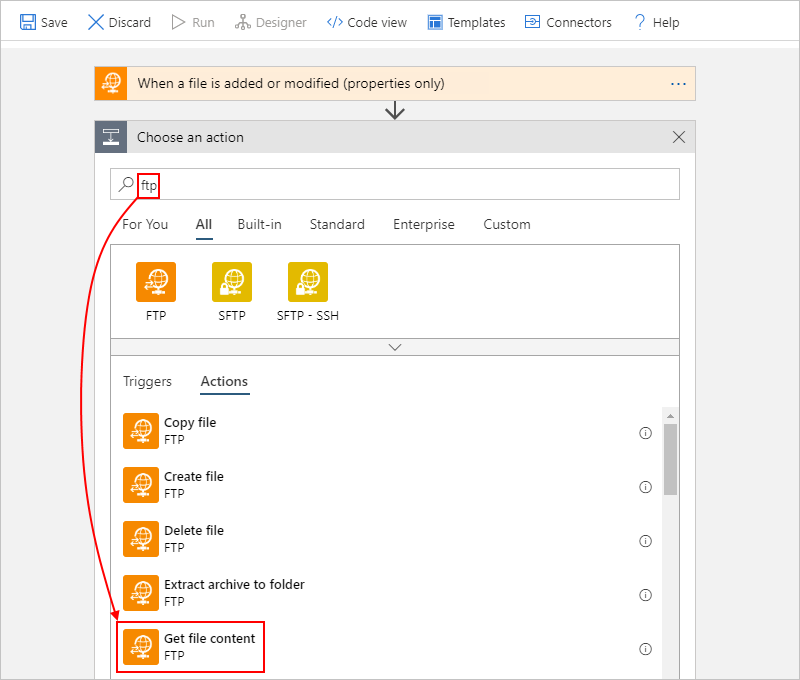 Save Discard Run Designer Code view Templates Connectors ? Help
When a file is added or modified (properties only) ...
Choose an action
ftp
For You All Built-in Standard Enterprise Custom
FTP SFTP SFTP - SSH
Triggers Actions
Copy file
FTP
Create file
FTP
Delete file
FTP
Extract archive to folder
FTP
Get file content
FTP